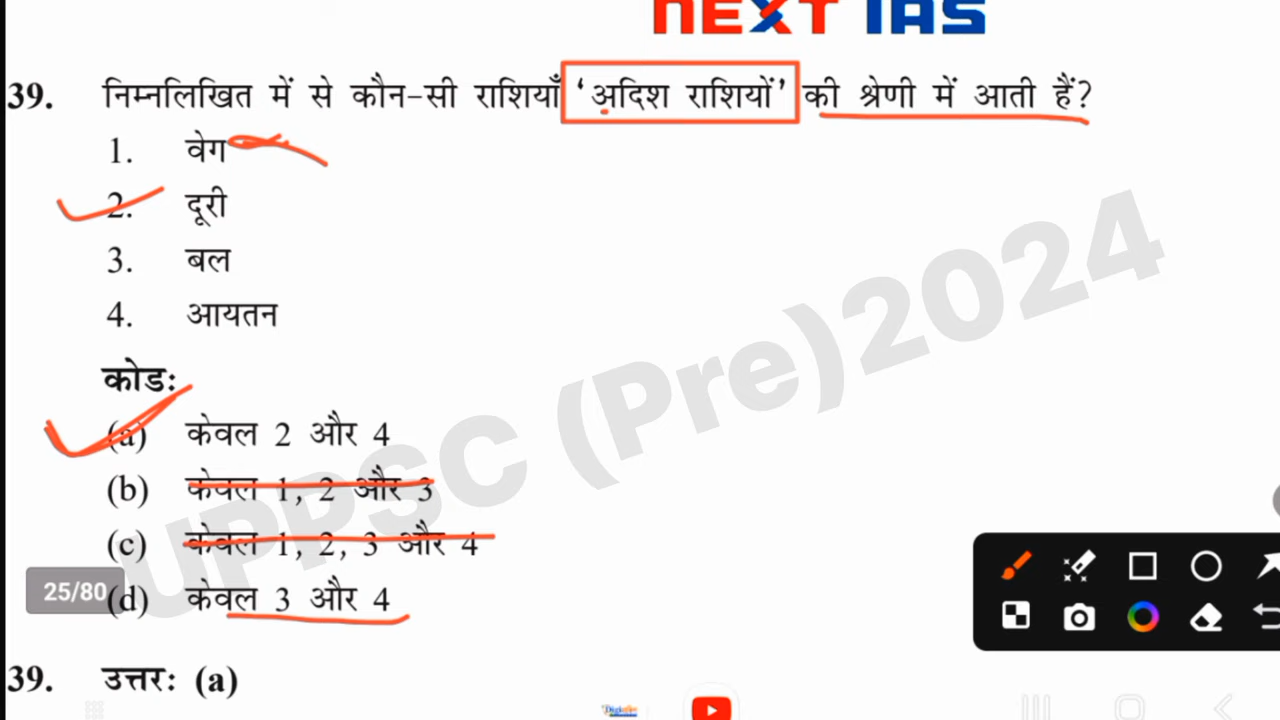 NEXT IAS
39. निम्नलिखित में से कौन-सी राशियाँ ‘अदिश राशियों’ की श्रेणी में आती हैं?
1. वेग
2. दूरी
3. बल
4. आयतन
कोडः
(a) केवल 2 और 4
(b) केवल 1, 2 और 3
(c) केवल 1, 2, 3 और 4
(d) केवल 3 और 4
25/80
39. उत्तरः (a)
UPPSC (Pre) 2024